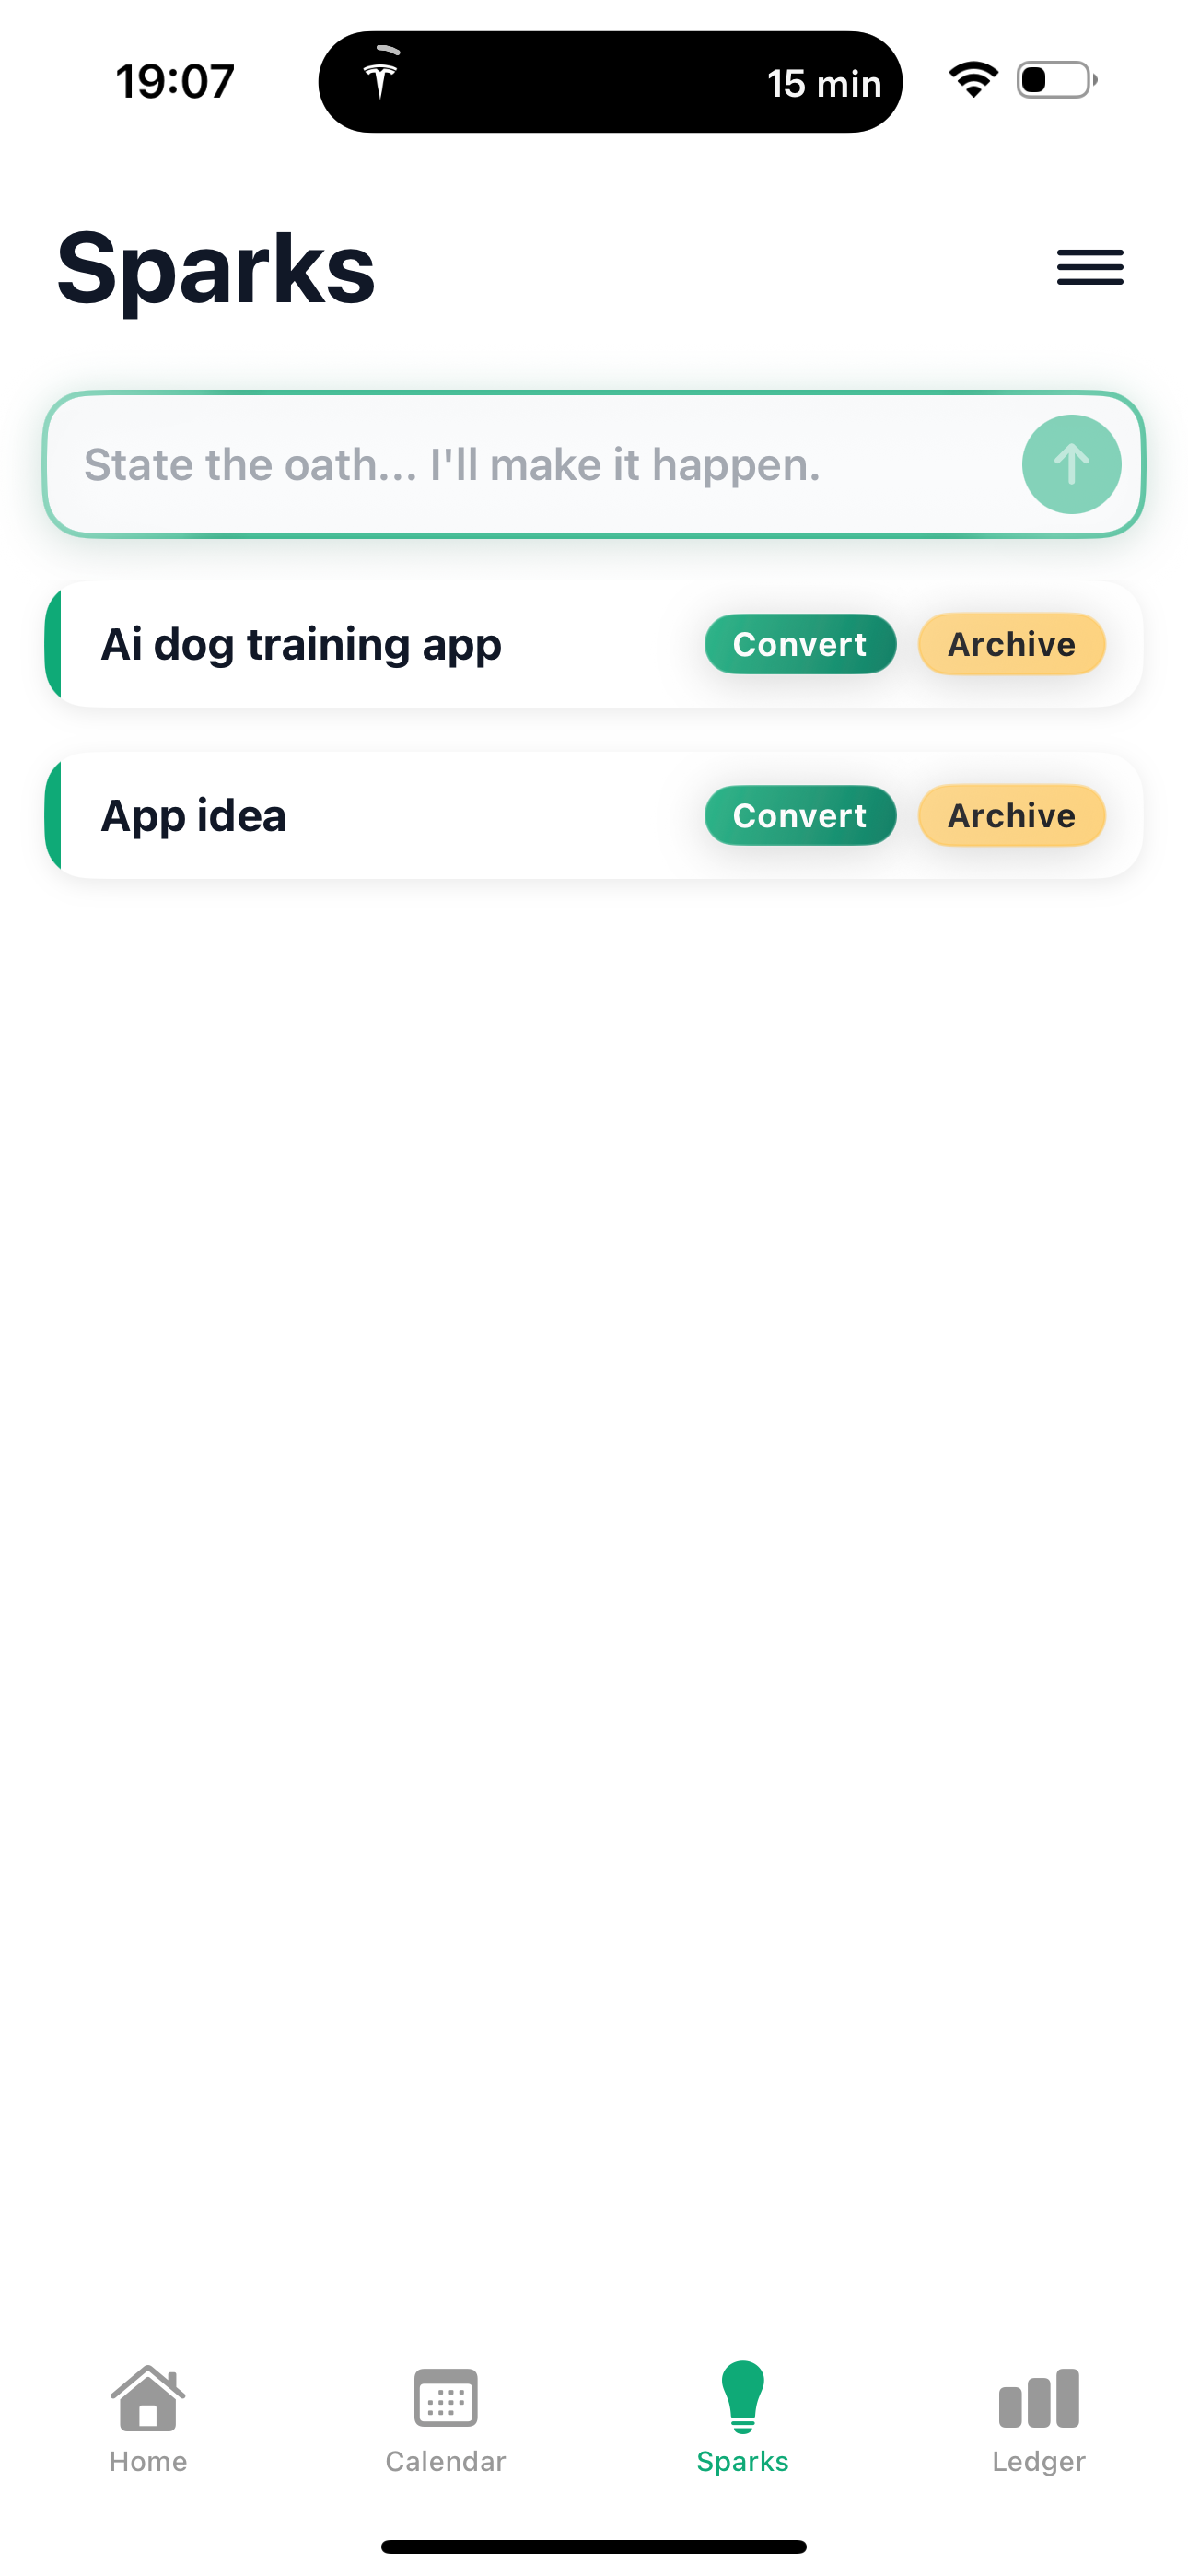 19:07
15 min
Sparks
State the oath... I'll make it happen.
Ai dog training app
Convert
Archive
App idea
Convert
Archive
Home
Calendar
Sparks
Ledger